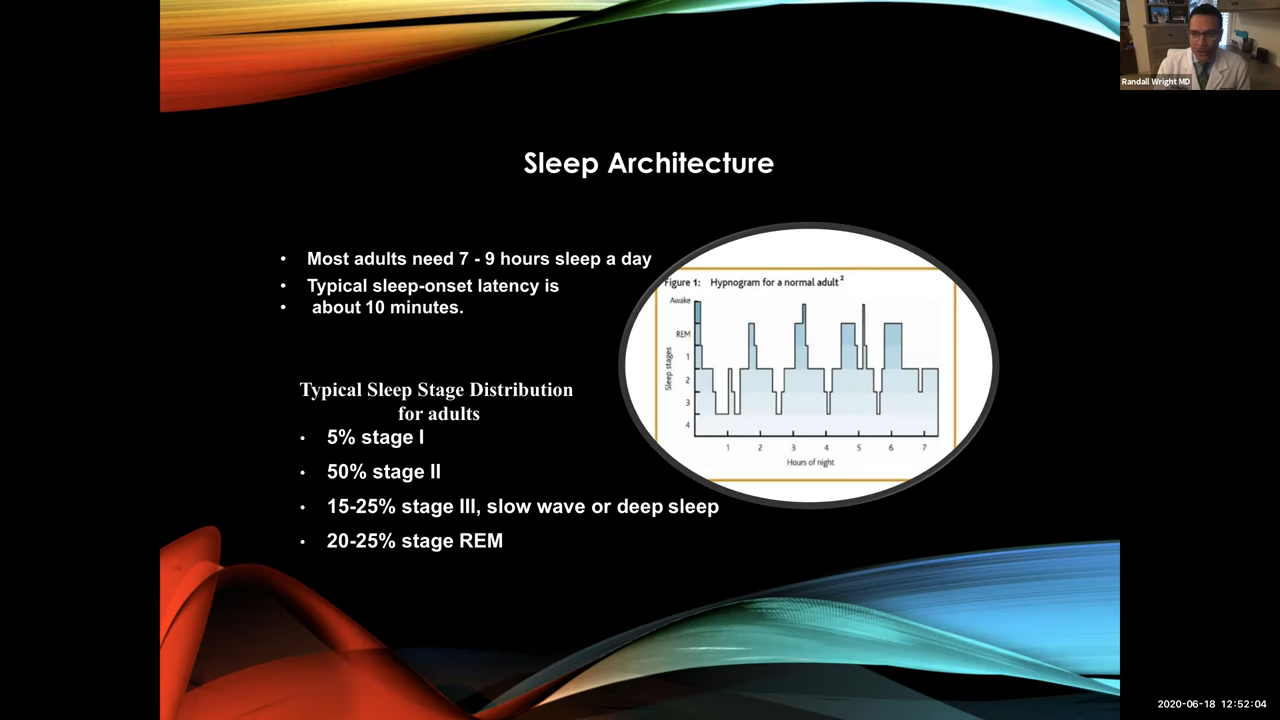 Randall Wright MD
Sleep Architecture
• Most adults need 7 - 9 hours sleep a day
• Typical sleep-onset latency is
• about 10 minutes.
Typical Sleep Stage Distribution
for adults
• 5% stage I
• 50% stage II
• 15-25% stage III, slow wave or deep sleep
• 20-25% stage REM
Figure 1: Hypnogram for a normal adult 2
Awake
REM
1
2
3
4
Sleep stages
1 2 3 4 5 6 7
Hours of night
2020-06-18 12:52:04